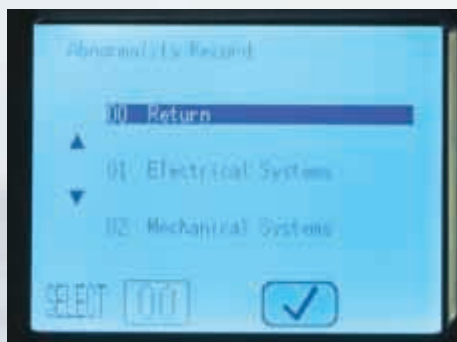 Abnormality Record
00 Return
01 Electrical Systems
02 Mechanical Systems
SELECT 00